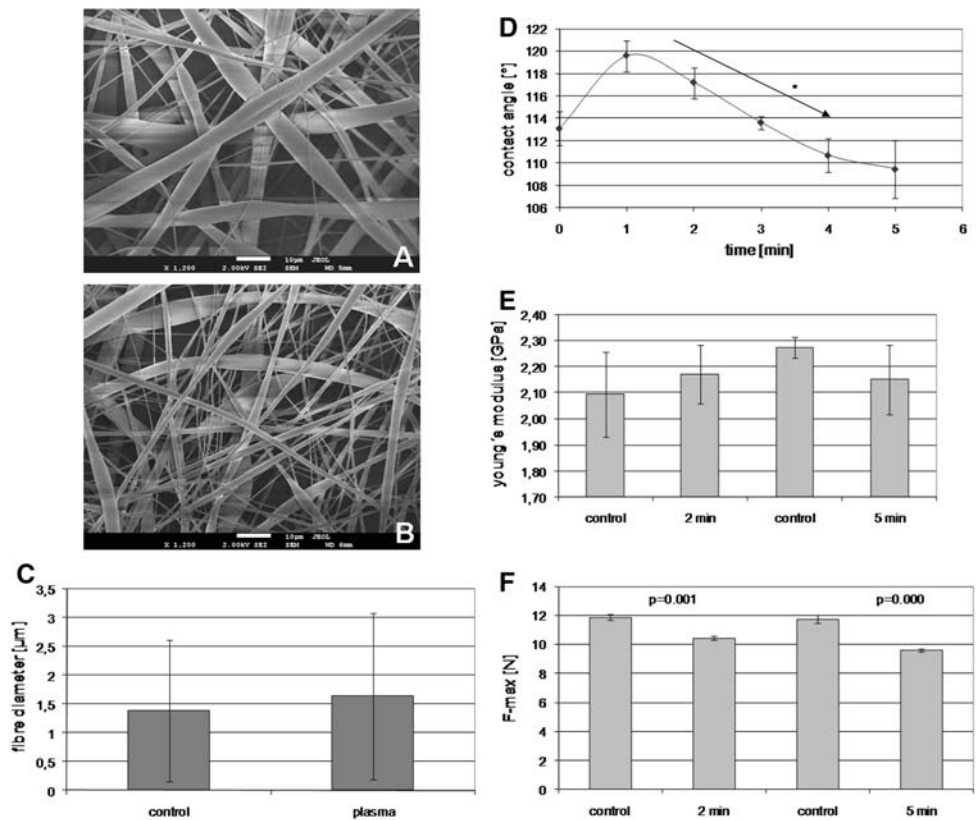 A
X 1,200 2.00kV SEI 10µm JEOL SEM WD 5mm
B
X 1,200 2.00kV SEI 10µm JEOL SEM WD 6mm
C
fibre diameter [µm]
3,5
3
2,5
2
1,5
1
0,5
0
control plasma
D
contact angle [°]
122
120
118
116
114
112
110
108
106
*
0 1 2 3 4 5 6
time [min]
E
young´s modulus [GPa]
2,40
2,30
2,20
2,10
2,00
1,90
1,80
1,70
control 2 min control 5 min
F
F-max [N]
14
12
10
8
6
4
2
0
p=0.001 p=0.000
control 2 min control 5 min